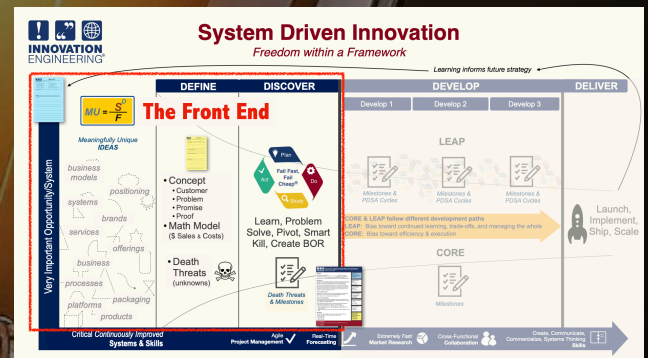 System Driven Innovation
Freedom within a Framework
INNOVATION
ENGINEERING®
Learning informs future strategy
DEFINE
DISCOVER
DEVELOP
DELIVER
The Front End
MU = S^D / F
Develop 1
Develop 2
Develop 3
Very Important Opportunity/System
Meaningfully Unique
IDEAS
business
models
positioning
systems
brands
services
offerings
business
processes
packaging
platforms
products
• Concept
• Customer
• Problem
• Promise
• Proof
• Math Model
($ Sales & Costs)
• Death
Threats
(unknowns)
Plan
Do
Study
Act
Fail Fast,
Fail
Cheap®
Learn, Problem
Solve, Pivot, Smart
Kill, Create BOR
Death Threats
& Milestones
LEAP
Milestones &
PDSA Cycles
Milestones &
PDSA Cycles
Milestones &
PDSA Cycles
CORE & LEAP follow different development paths
LEAP: Bias toward continued learning, trade-offs, and managing the whole
CORE: Bias toward efficiency & execution
CORE
Milestones
Launch,
Implement,
Ship, Scale
Critical Continuously Improved
Systems & Skills
Agile
Project Management
Real-Time
Forecasting
Extremely Fast
Market Research
Cross-Functional
Collaboration
Create, Communicate,
Commercialize, Systems Thinking
Skills